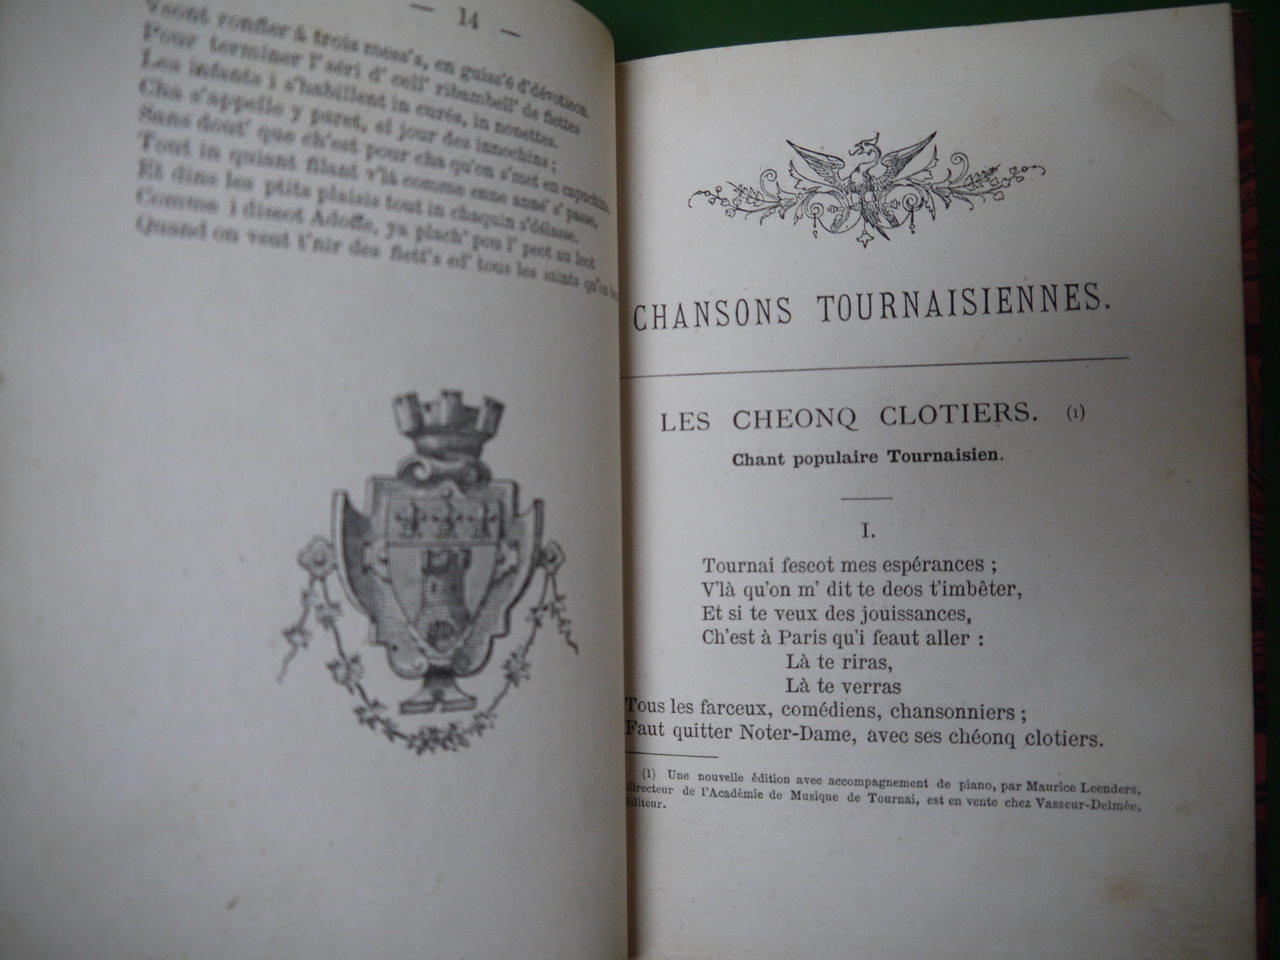 — 14 —
Vẽont ronfler à trois mess's, en guiss'é d'dévotieon.
Pour terminer l' séri d' cell' ribambell' de fiettes
Les infants i s'habillent in curés, in nonettes.
Cha s'appelle y paret, el jour des innochins ;
Sans dout' que ch'est pour cha qu'on s'met en capuchins
Tout in quiant filant v'là comme enne anné' s' passe,
Et dins les ptits plaisis tout in chaquin s'délasse.
Comme i diseot Adoffe, ya plach' pou l' peot au leot
Quand on veut t'nir des fiett's ed' tous les saints qu'on
CHANSONS TOURNAISIENNES.
LES CHEONQ CLOTIERS. (1)
Chant populaire Tournaisien.
I.
Tournai feseot mes espérances ;
V'là qu'on m' dit te deos t'imbêter,
Et si te veux des jouissances,
Ch'est à Paris qu'i feaut aller :
Là te riras,
Là te verras
Tous les farceux, comédiens, chansonniers ;
Faut quitter Noter-Dame, avec ses chéonq clotiers.
(1) Une nouvelle édition avec accompagnement de piano, par Maurice Leenders,
directeur de l'Académie de Musique de Tournai, est en vente chez Vasseur-Delmée,
éditeur.